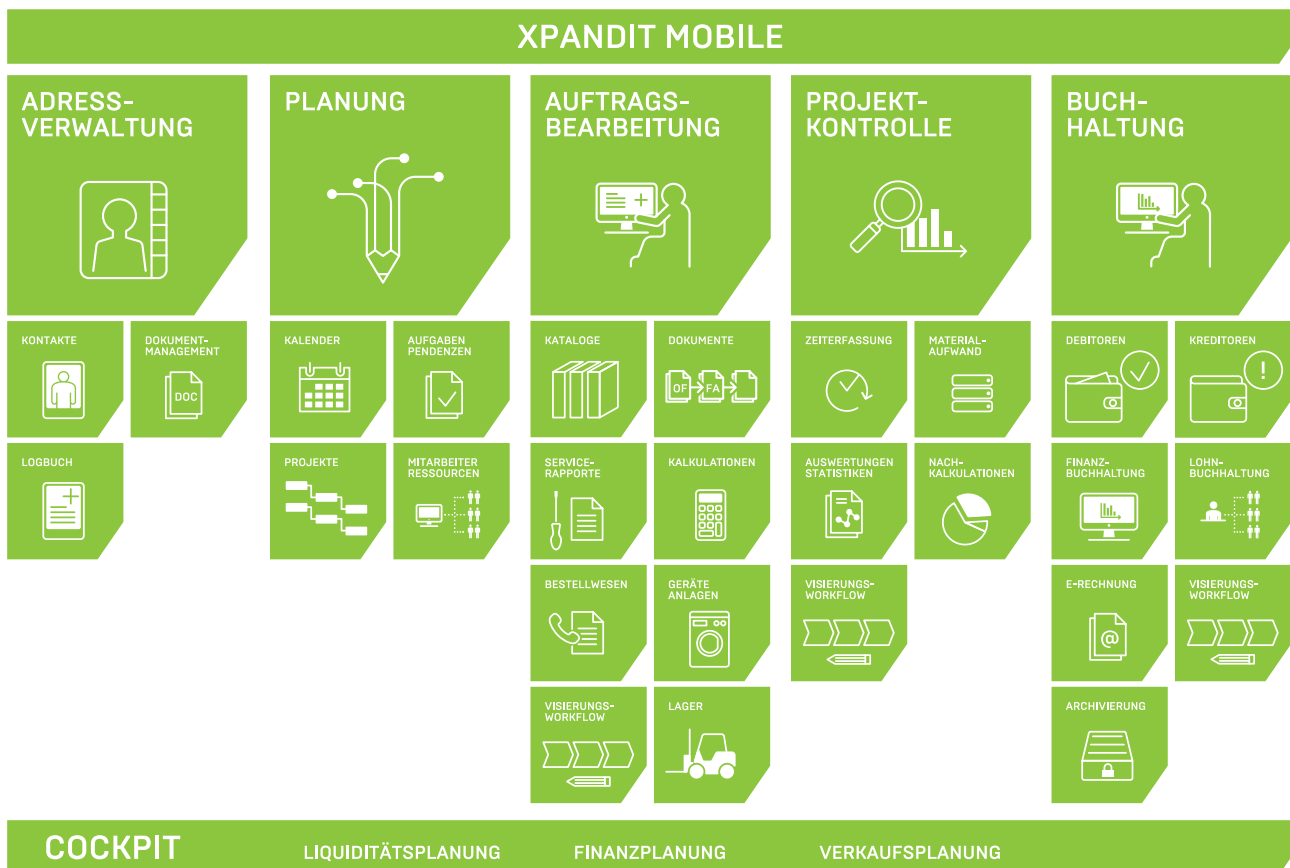 XPANDIT MOBILE
ADRESS-
VERWALTUNG
PLANUNG
AUFTRAGS-
BEARBEITUNG
PROJEKT-
KONTROLLE
BUCH-
HALTUNG
KONTAKTE
DOKUMENT-
MANAGEMENT
DOC
LOGBUCH
KALENDER
AUFGABEN
PENDENZEN
PROJEKTE
MITARBEITER
RESSOURCEN
KATALOGE
DOKUMENTE
OF
FA
SERVICE-
RAPPORTE
KALKULATIONEN
BESTELLWESEN
GERÄTE
ANLAGEN
VISIERUNGS-
WORKFLOW
LAGER
ZEITERFASSUNG
MATERIAL-
AUFWAND
AUSWERTUNGEN
STATISTIKEN
NACH-
KALKULATIONEN
VISIERUNGS-
WORKFLOW
DEBITOREN
KREDITOREN
!
FINANZ-
BUCHHALTUNG
LOHN-
BUCHHALTUNG
E-RECHNUNG
@
VISIERUNGS-
WORKFLOW
ARCHIVIERUNG
COCKPIT
LIQUIDITÄTSPLANUNG
FINANZPLANUNG
VERKAUFSPLANUNG